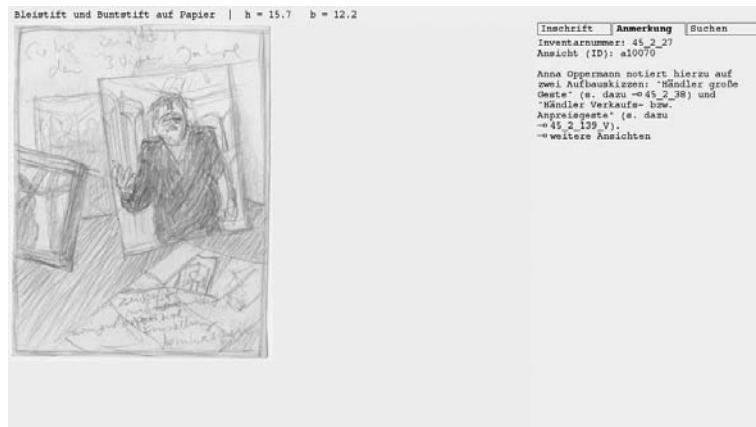 Bleistift und Buntstift auf Papier | h = 15.7 b = 12.2
Inschrift Anmerkung Suchen
Inventarnummer: 45_2_27
Ansicht (ID): a10070
Anna Oppermann notiert hierzu auf
zwei Aufbauskizzen: "Händler große
Geste" (s. dazu 45_2_38) und
"Händler Verkaufs- bzw.
Anpreisgeste" (s. dazu
45_2_139_V).
weitere Ansichten